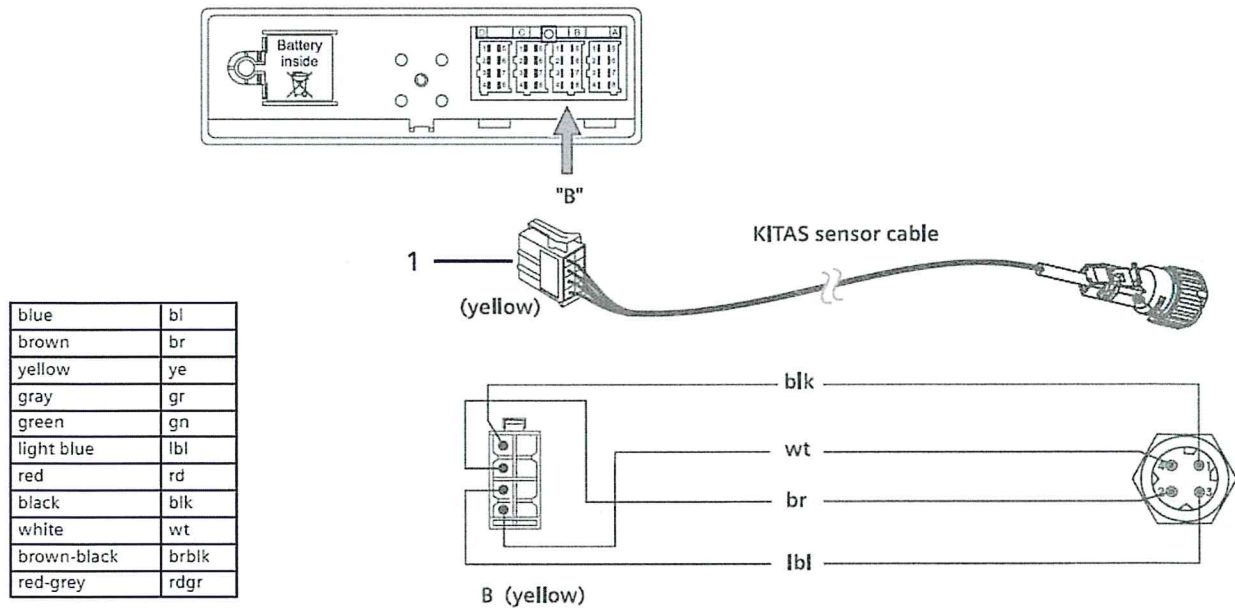 Battery
inside
D C B A
"B"
KITAS sensor cable
1
(yellow)
blue bl
brown br
yellow ye
gray gr
green gn
light blue lbl
red rd
black blk
white wt
brown-black brblk
red-grey rdgr
blk
wt
br
lbl
4 1
2 3
B (yellow)